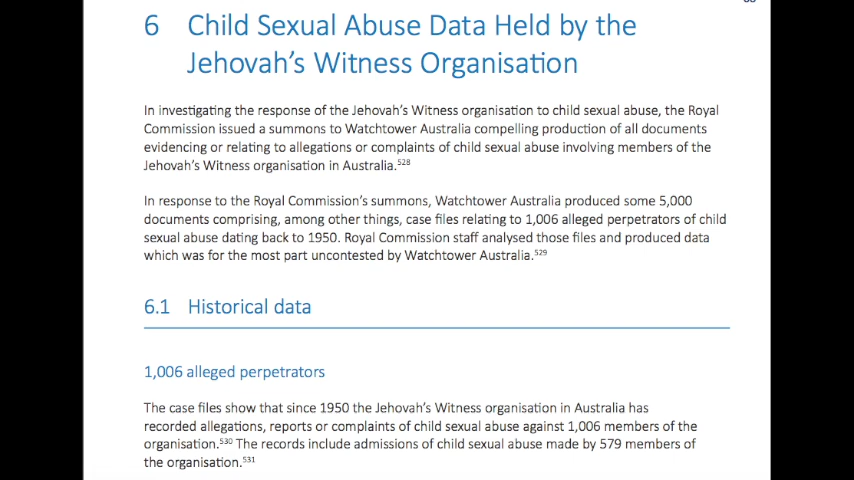 6 Child Sexual Abuse Data Held by the
Jehovah's Witness Organisation
In investigating the response of the Jehovah's Witness organisation to child sexual abuse, the Royal
Commission issued a summons to Watchtower Australia compelling production of all documents
evidencing or relating to allegations or complaints of child sexual abuse involving members of the
Jehovah's Witness organisation in Australia.528
In response to the Royal Commission's summons, Watchtower Australia produced some 5,000
documents comprising, among other things, case files relating to 1,006 alleged perpetrators of child
sexual abuse dating back to 1950. Royal Commission staff analysed those files and produced data
which was for the most part uncontested by Watchtower Australia.529
6.1 Historical data
1,006 alleged perpetrators
The case files show that since 1950 the Jehovah's Witness organisation in Australia has
recorded allegations, reports or complaints of child sexual abuse against 1,006 members of the
organisation.530 The records include admissions of child sexual abuse made by 579 members of
the organisation.531